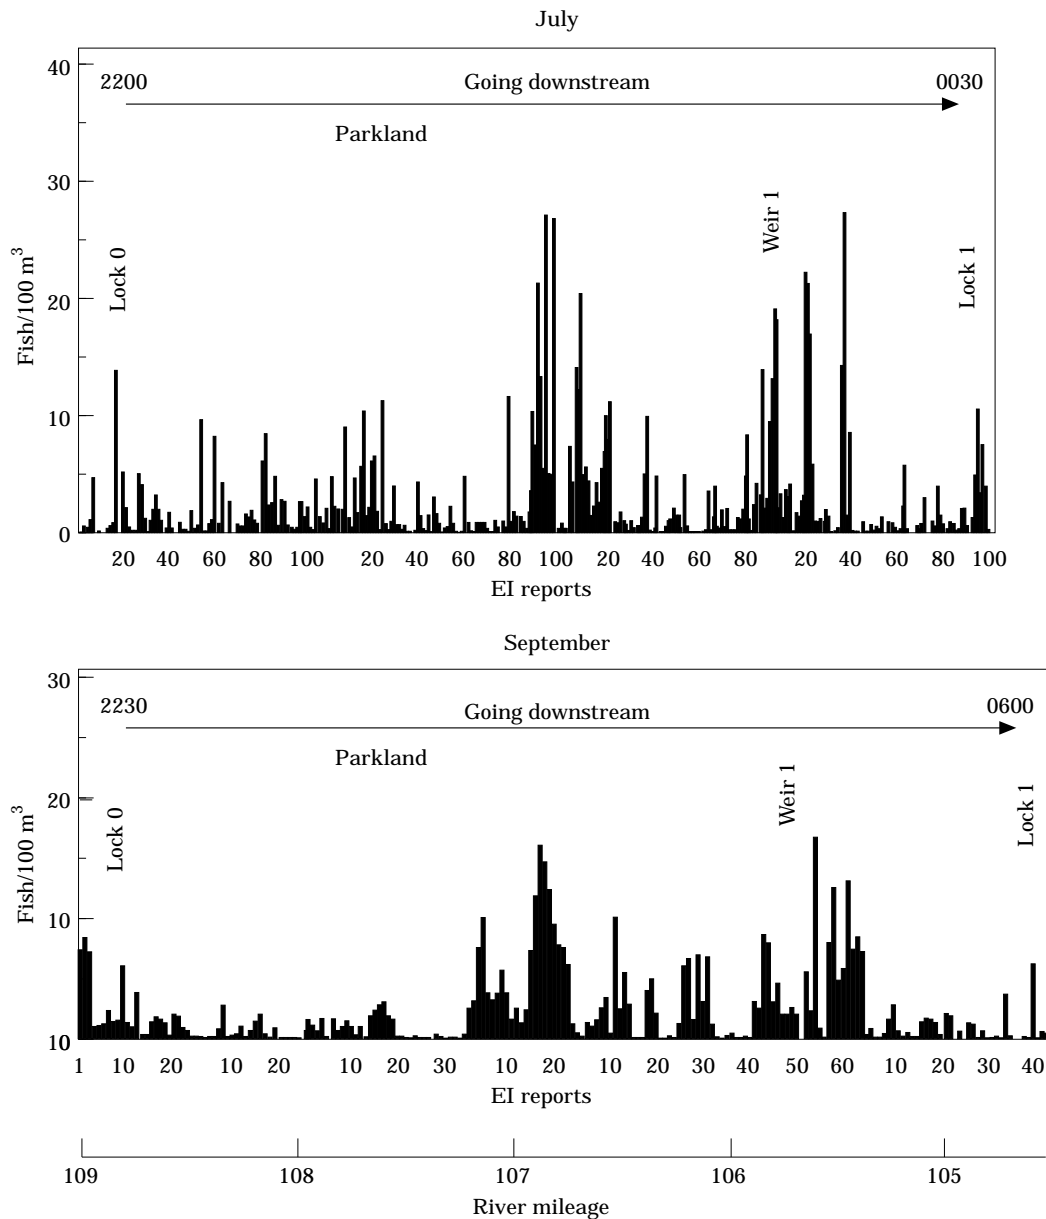 July
40
2200 Going downstream 0030
Parkland
30
Weir 1
Lock 0
Lock 1
Fish/100 m³
20
10
0
20 40 60 80 100 20 40 60 80 100 20 40 60 80 20 40 60 80 100
EI reports
September
30
2230 Going downstream 0600
Parkland
Weir 1
20
Lock 0
Lock 1
Fish/100 m³
10
10
1 10 20 10 20 10 20 30 10 20 10 20 30 40 50 60 10 20 30 40
EI reports
109 108 107 106 105
River mileage